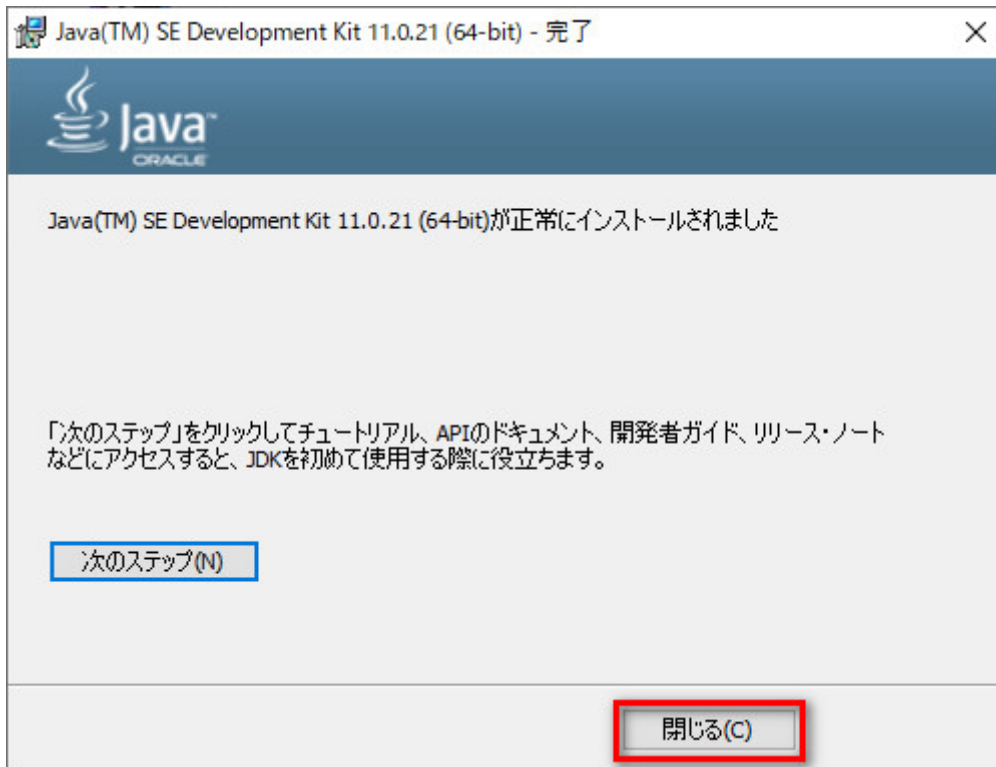 Java(TM) SE Development Kit 11.0.21 (64-bit) - 完了
Java™
ORACLE
Java(TM) SE Development Kit 11.0.21 (64-bit)が正常にインストールされました
「次のステップ」をクリックしてチュートリアル、APIのドキュメント、開発者ガイド、リリース・ノート
などにアクセスすると、JDKを初めて使用する際に役立ちます。
次のステップ(N)
閉じる(C)